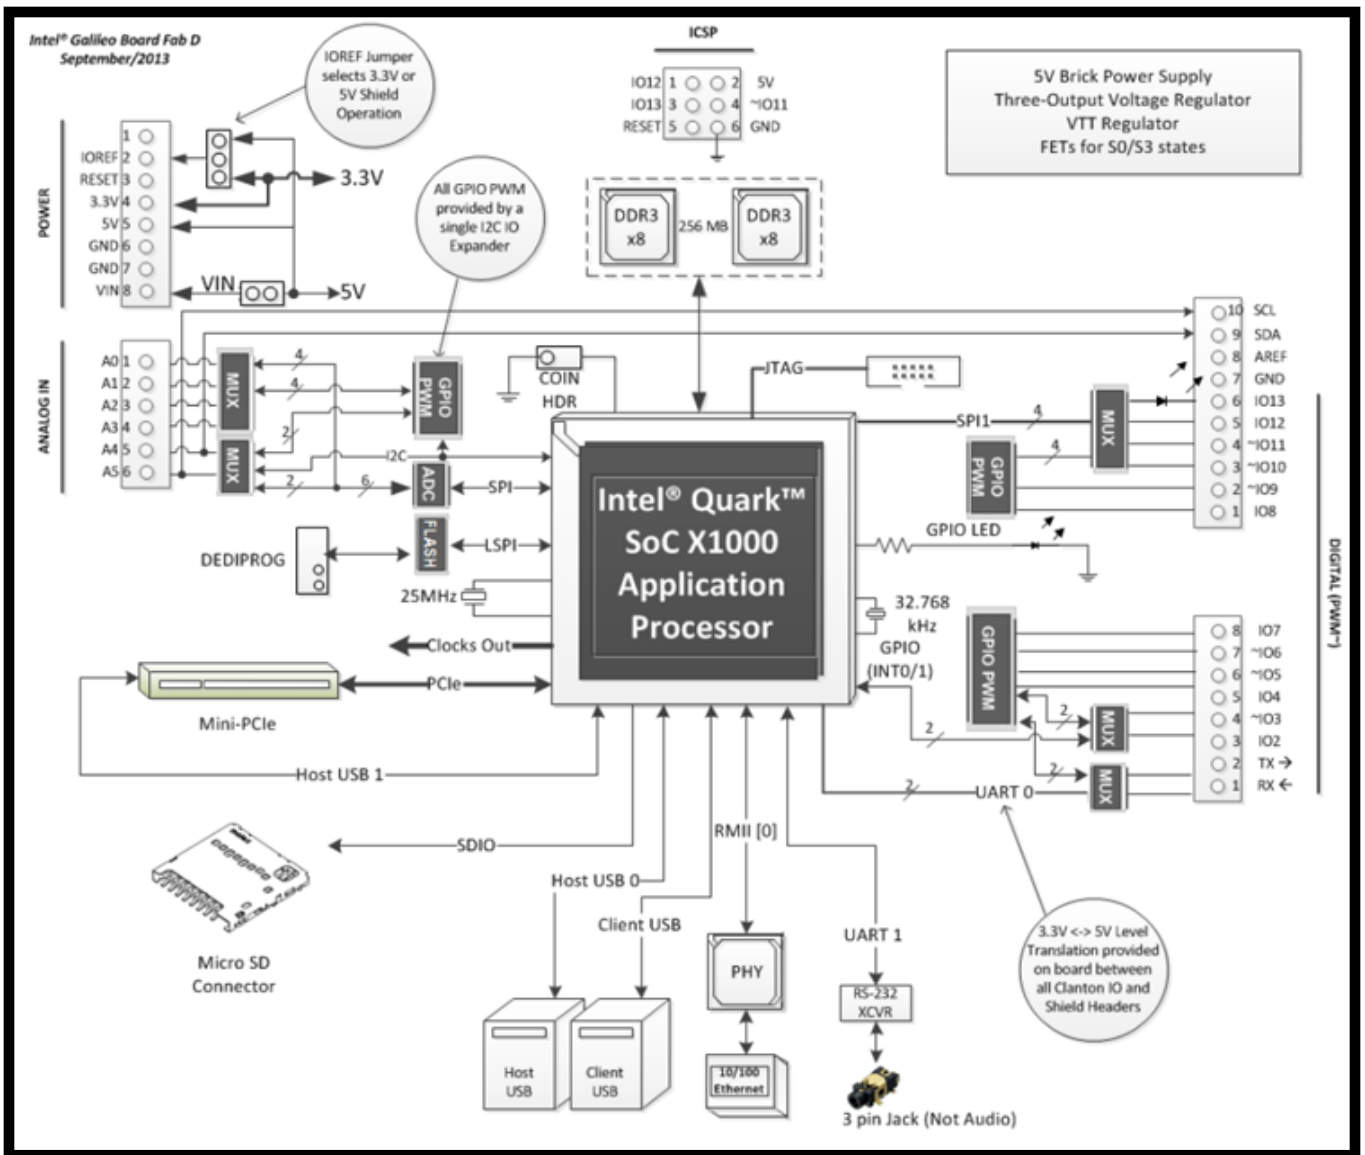 Intel® Galileo Board Fab D
September/2013
IOREF Jumper
selects 3.3V or
5V Shield
Operation
ICSP
IO12 1 2 5V
IO13 3 4 ~IO11
RESET 5 6 GND
5V Brick Power Supply
Three-Output Voltage Regulator
VTT Regulator
FETs for S0/S3 states
POWER
1
IOREF 2
RESET 3
3.3V 4
5V 5
GND 6
GND 7
VIN 8
3.3V
VIN
5V
All GPIO PWM
provided by a
single I2C IO
Expander
DDR3
x8
256 MB
DDR3
x8
ANALOG IN
A0 1
A1 2
A2 3
A3 4
A4 5
A5 6
MUX
MUX
4
4
2
2
6
GPIO
PWM
I2C
ADC
SPI
FLASH
LSPI
DEDIPROG
25MHz
COIN
HDR
JTAG
SPI1
4
4
MUX
GPIO
PWM
10 SCL
9 SDA
8 AREF
7 GND
6 IO13
5 IO12
4 ~IO11
3 ~IO10
2 ~IO9
1 IO8
GPIO LED
DIGITAL (PWM~)
Intel® Quark™
SoC X1000
Application
Processor
32.768
kHz
GPIO
(INT0/1)
GPIO PWM
8 IO7
7 ~IO6
6 ~IO5
5 IO4
4 ~IO3
3 IO2
2 TX →
1 RX ←
MUX
MUX
2
2
2
2
UART 0
Clocks Out
PCIe
Mini-PCIe
Host USB 1
SDIO
Micro SD
Connector
Host USB 0
Client USB
RMII [0]
UART 1
PHY
RS-232
XCVR
3.3V <-> 5V Level
Translation provided
on board between
all Clanton IO and
Shield Headers
Host
USB
Client
USB
10/100
Ethernet
3 pin Jack (Not Audio)